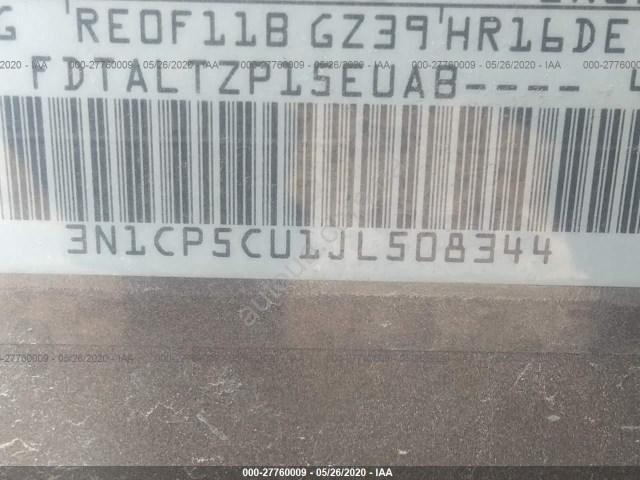 G REOF11B GZ39 HR16DE
FDTALTZP15EUAB----
3N1CP5CU1JL508344
000-27760009 - 05/26/2020 - IAA